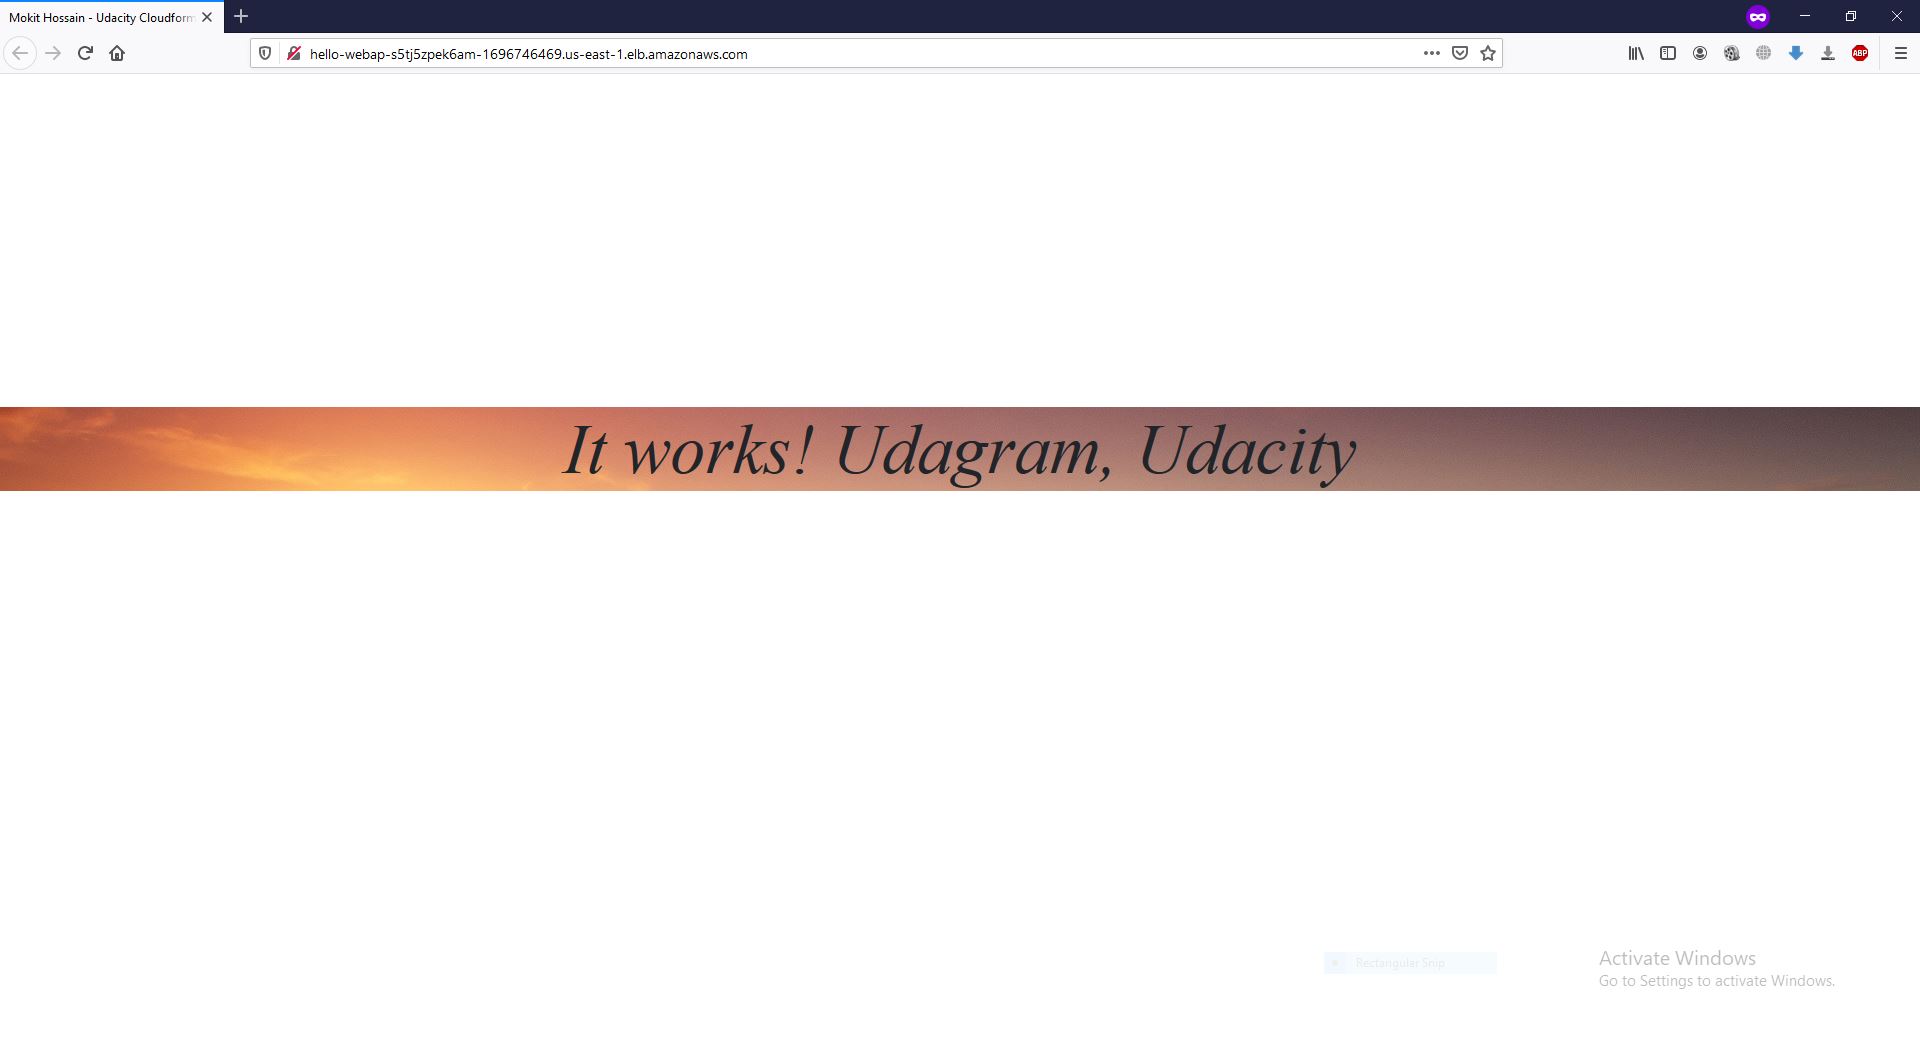 Mokit Hossain - Udacity Cloudform
hello-webap-s5tj5zpek6am-1696746469.us-east-1.elb.amazonaws.com
ABP
It works! Udagram, Udacity
Rectangular Snip
Activate Windows
Go to Settings to activate Windows.